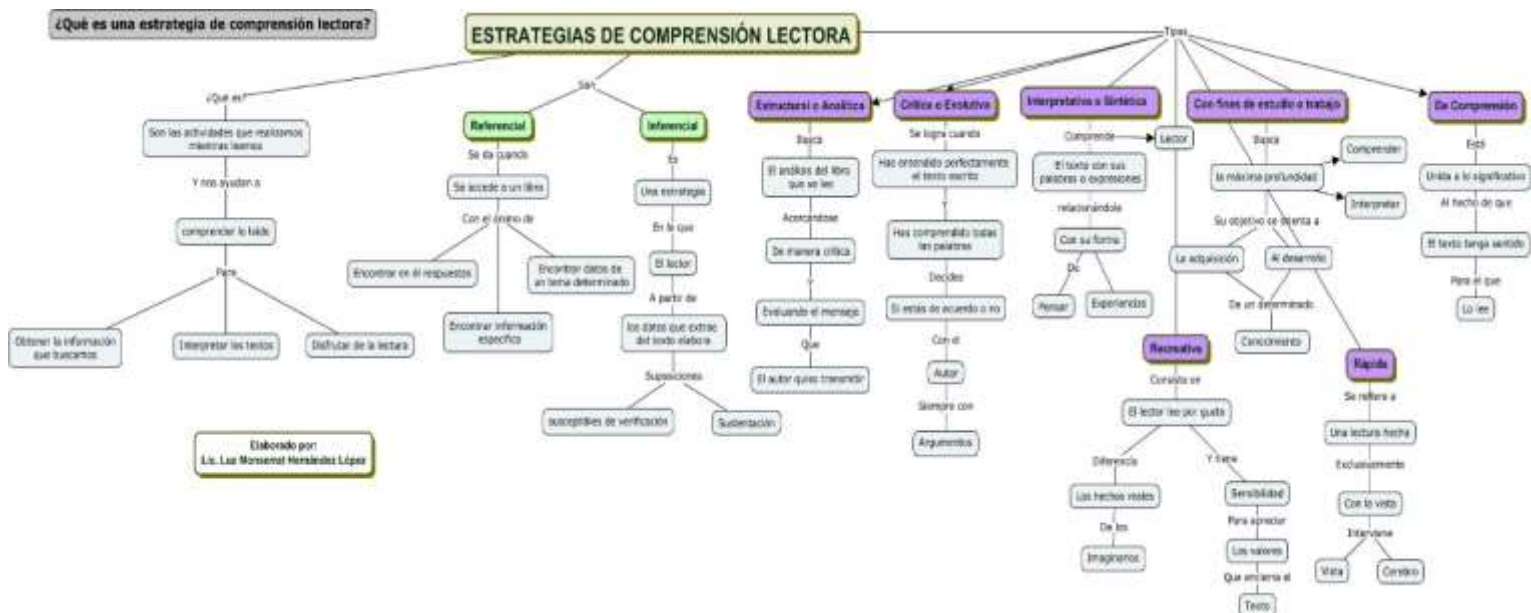 ¿Qué es una estrategia de comprensión lectora?
ESTRATEGIAS DE COMPRENSIÓN LECTORA
¿Qué es?
Son las actividades que realizamos
mientras leemos
Y nos ayudan a
comprender lo leído
Para
Obtener la información
que buscamos
Interpretar los textos
Disfrutar de la lectura
Son
Referencial
Se da cuando
Se accede a un libro
Con el ánimo de
Encontrar en él respuestas
Encontrar información
específica
Encontrar datos de
un tema determinado
Inferencial
Es
Una estrategia
En la que
El lector
A partir de
los datos que extrae
del texto elabora
Suposiciones
susceptibles de verificación
Sustentación
Tipos
Estructural o Analítica
Busca
El análisis del libro
que se lee
Acercándose
De manera crítica
Y
Evaluando el mensaje
Que
El autor quiso transmitir
Crítica o Evolutiva
Se logra cuando
Has entendido perfectamente
el texto escrito
Y
Has comprendido todas
las palabras
Decides
Si estás de acuerdo o no
Con el
Autor
Siempre con
Argumentos
Interpretativa o Sintética
Comprende
Lector
El texto con sus
palabras o expresiones
relacionándole
Con su forma
De
Pensar
Experiencias
Recreativa
Consiste en
El lector lee por gusto
Diferencia
Los hechos reales
De los
Imaginarios
Y tiene
Sensibilidad
Para apreciar
Los valores
Que encierra el
Texto
Con fines de estudio o trabajo
Busca
la máxima profundidad
Comprender
Interpretar
Su objetivo se orienta a
La adquisición
Al desarrollo
De un determinado
Conocimiento
Rápida
Se refiere a
Una lectura hecha
Exclusivamente
Con la vista
Interviene
Vista
Cerebro
De Comprensión
Está
Unida a lo significativo
Al hecho de que
El texto tenga sentido
Para el que
Lo lee
Elaborado por:
Lic. Luz Monserrat Hernández López